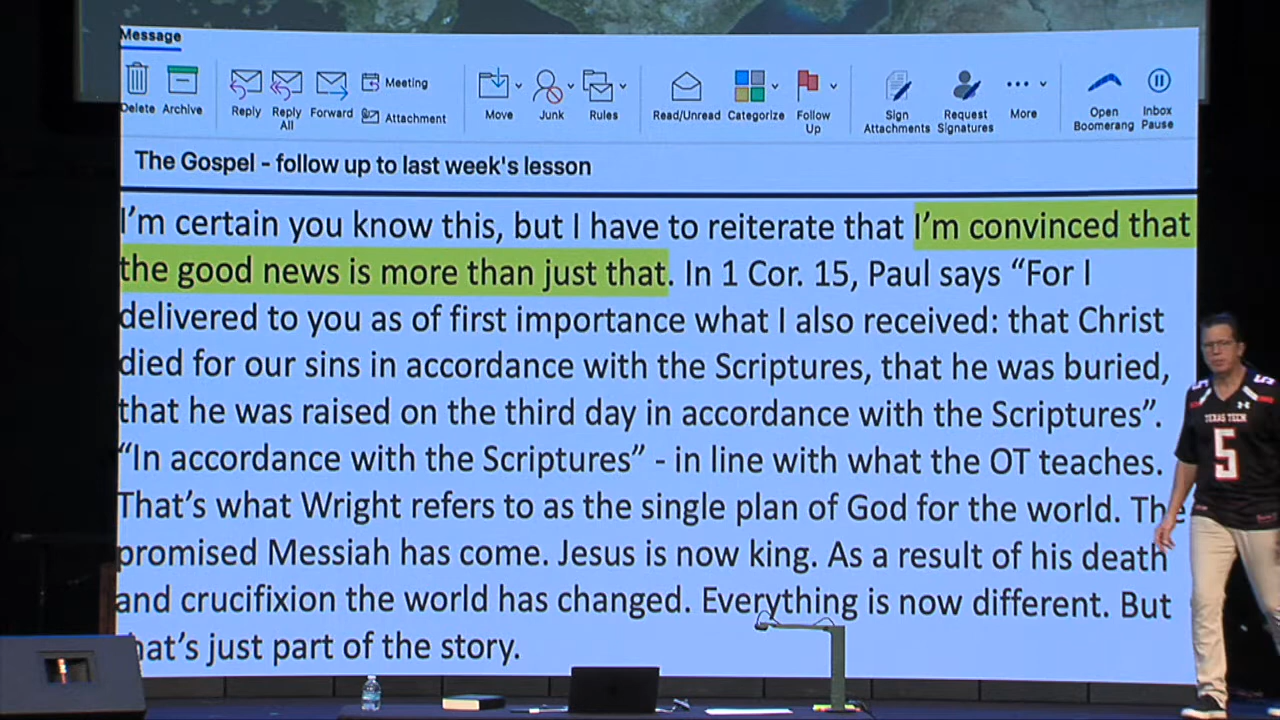 Message
Delete Archive Reply Reply All Forward Meeting Attachment Move Junk Rules Read/Unread Categorize Follow Up Sign Attachments Request Signatures More Open Boomerang Inbox Pause
The Gospel - follow up to last week's lesson
I'm certain you know this, but I have to reiterate that I'm convinced that
the good news is more than just that. In 1 Cor. 15, Paul says “For I
delivered to you as of first importance what I also received: that Christ
died for our sins in accordance with the Scriptures, that he was buried,
that he was raised on the third day in accordance with the Scriptures”.
“In accordance with the Scriptures” - in line with what the OT teaches.
That's what Wright refers to as the single plan of God for the world. The
promised Messiah has come. Jesus is now king. As a result of his death
and crucifixion the world has changed. Everything is now different. But
that's just part of the story.
TEXAS TECH
5
5
5